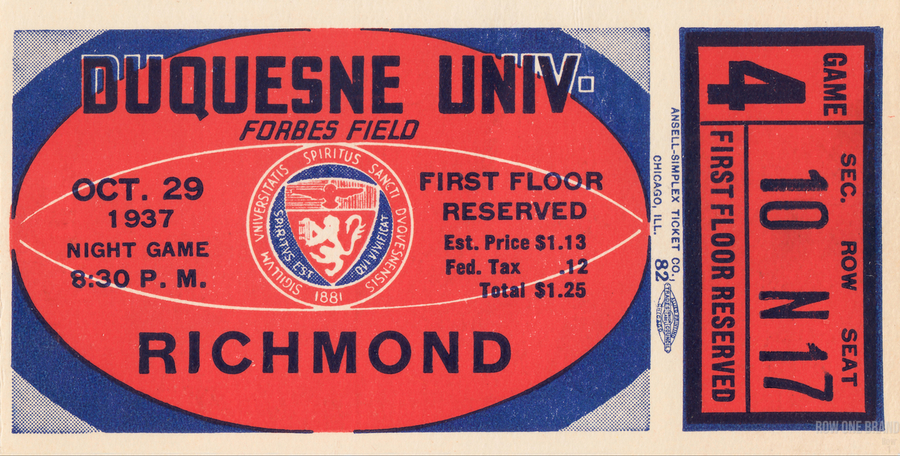 DUQUESNE UNIV.
FORBES FIELD
OCT. 29
1937
NIGHT GAME
8:30 P. M.
SIGILLUM UNIVERSITATIS SPIRITUS SANCTI DUQUESNENSIS
SPIRITUS EST QUI VIVIFICAT
1881
FIRST FLOOR
RESERVED
Est. Price $1.13
Fed. Tax .12
Total $1.25
RICHMOND
ANSELL-SIMPLEX TICKET CO.,
CHICAGO, ILL.
82
GAME
4
SEC. ROW SEAT
10 N 17
FIRST FLOOR RESERVED
ROW ONE BRAND